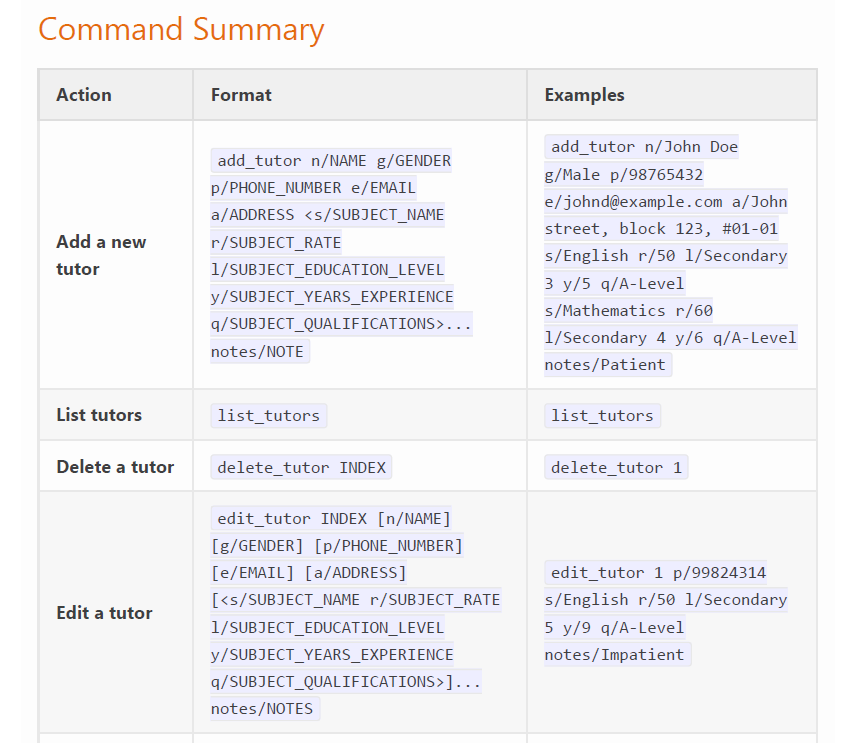 Command Summary
Action Format Examples
Add a new
tutor
add_tutor n/NAME g/GENDER
p/PHONE_NUMBER e/EMAIL
a/ADDRESS <s/SUBJECT_NAME
r/SUBJECT_RATE
l/SUBJECT_EDUCATION_LEVEL
y/SUBJECT_YEARS_EXPERIENCE
q/SUBJECT_QUALIFICATIONS>...
notes/NOTE
add_tutor n/John Doe
g/Male p/98765432
e/johnd@example.com a/John
street, block 123, #01-01
s/English r/50 l/Secondary
3 y/5 q/A-Level
s/Mathematics r/60
l/Secondary 4 y/6 q/A-Level
notes/Patient
List tutors
list_tutors
list_tutors
Delete a tutor
delete_tutor INDEX
delete_tutor 1
Edit a tutor
edit_tutor INDEX [n/NAME]
[g/GENDER] [p/PHONE_NUMBER]
[e/EMAIL] [a/ADDRESS]
[<s/SUBJECT_NAME r/SUBJECT_RATE
l/SUBJECT_EDUCATION_LEVEL
y/SUBJECT_YEARS_EXPERIENCE
q/SUBJECT_QUALIFICATIONS>]...
notes/NOTES
edit_tutor 1 p/99824314
s/English r/50 l/Secondary
5 y/9 q/A-Level
notes/Impatient